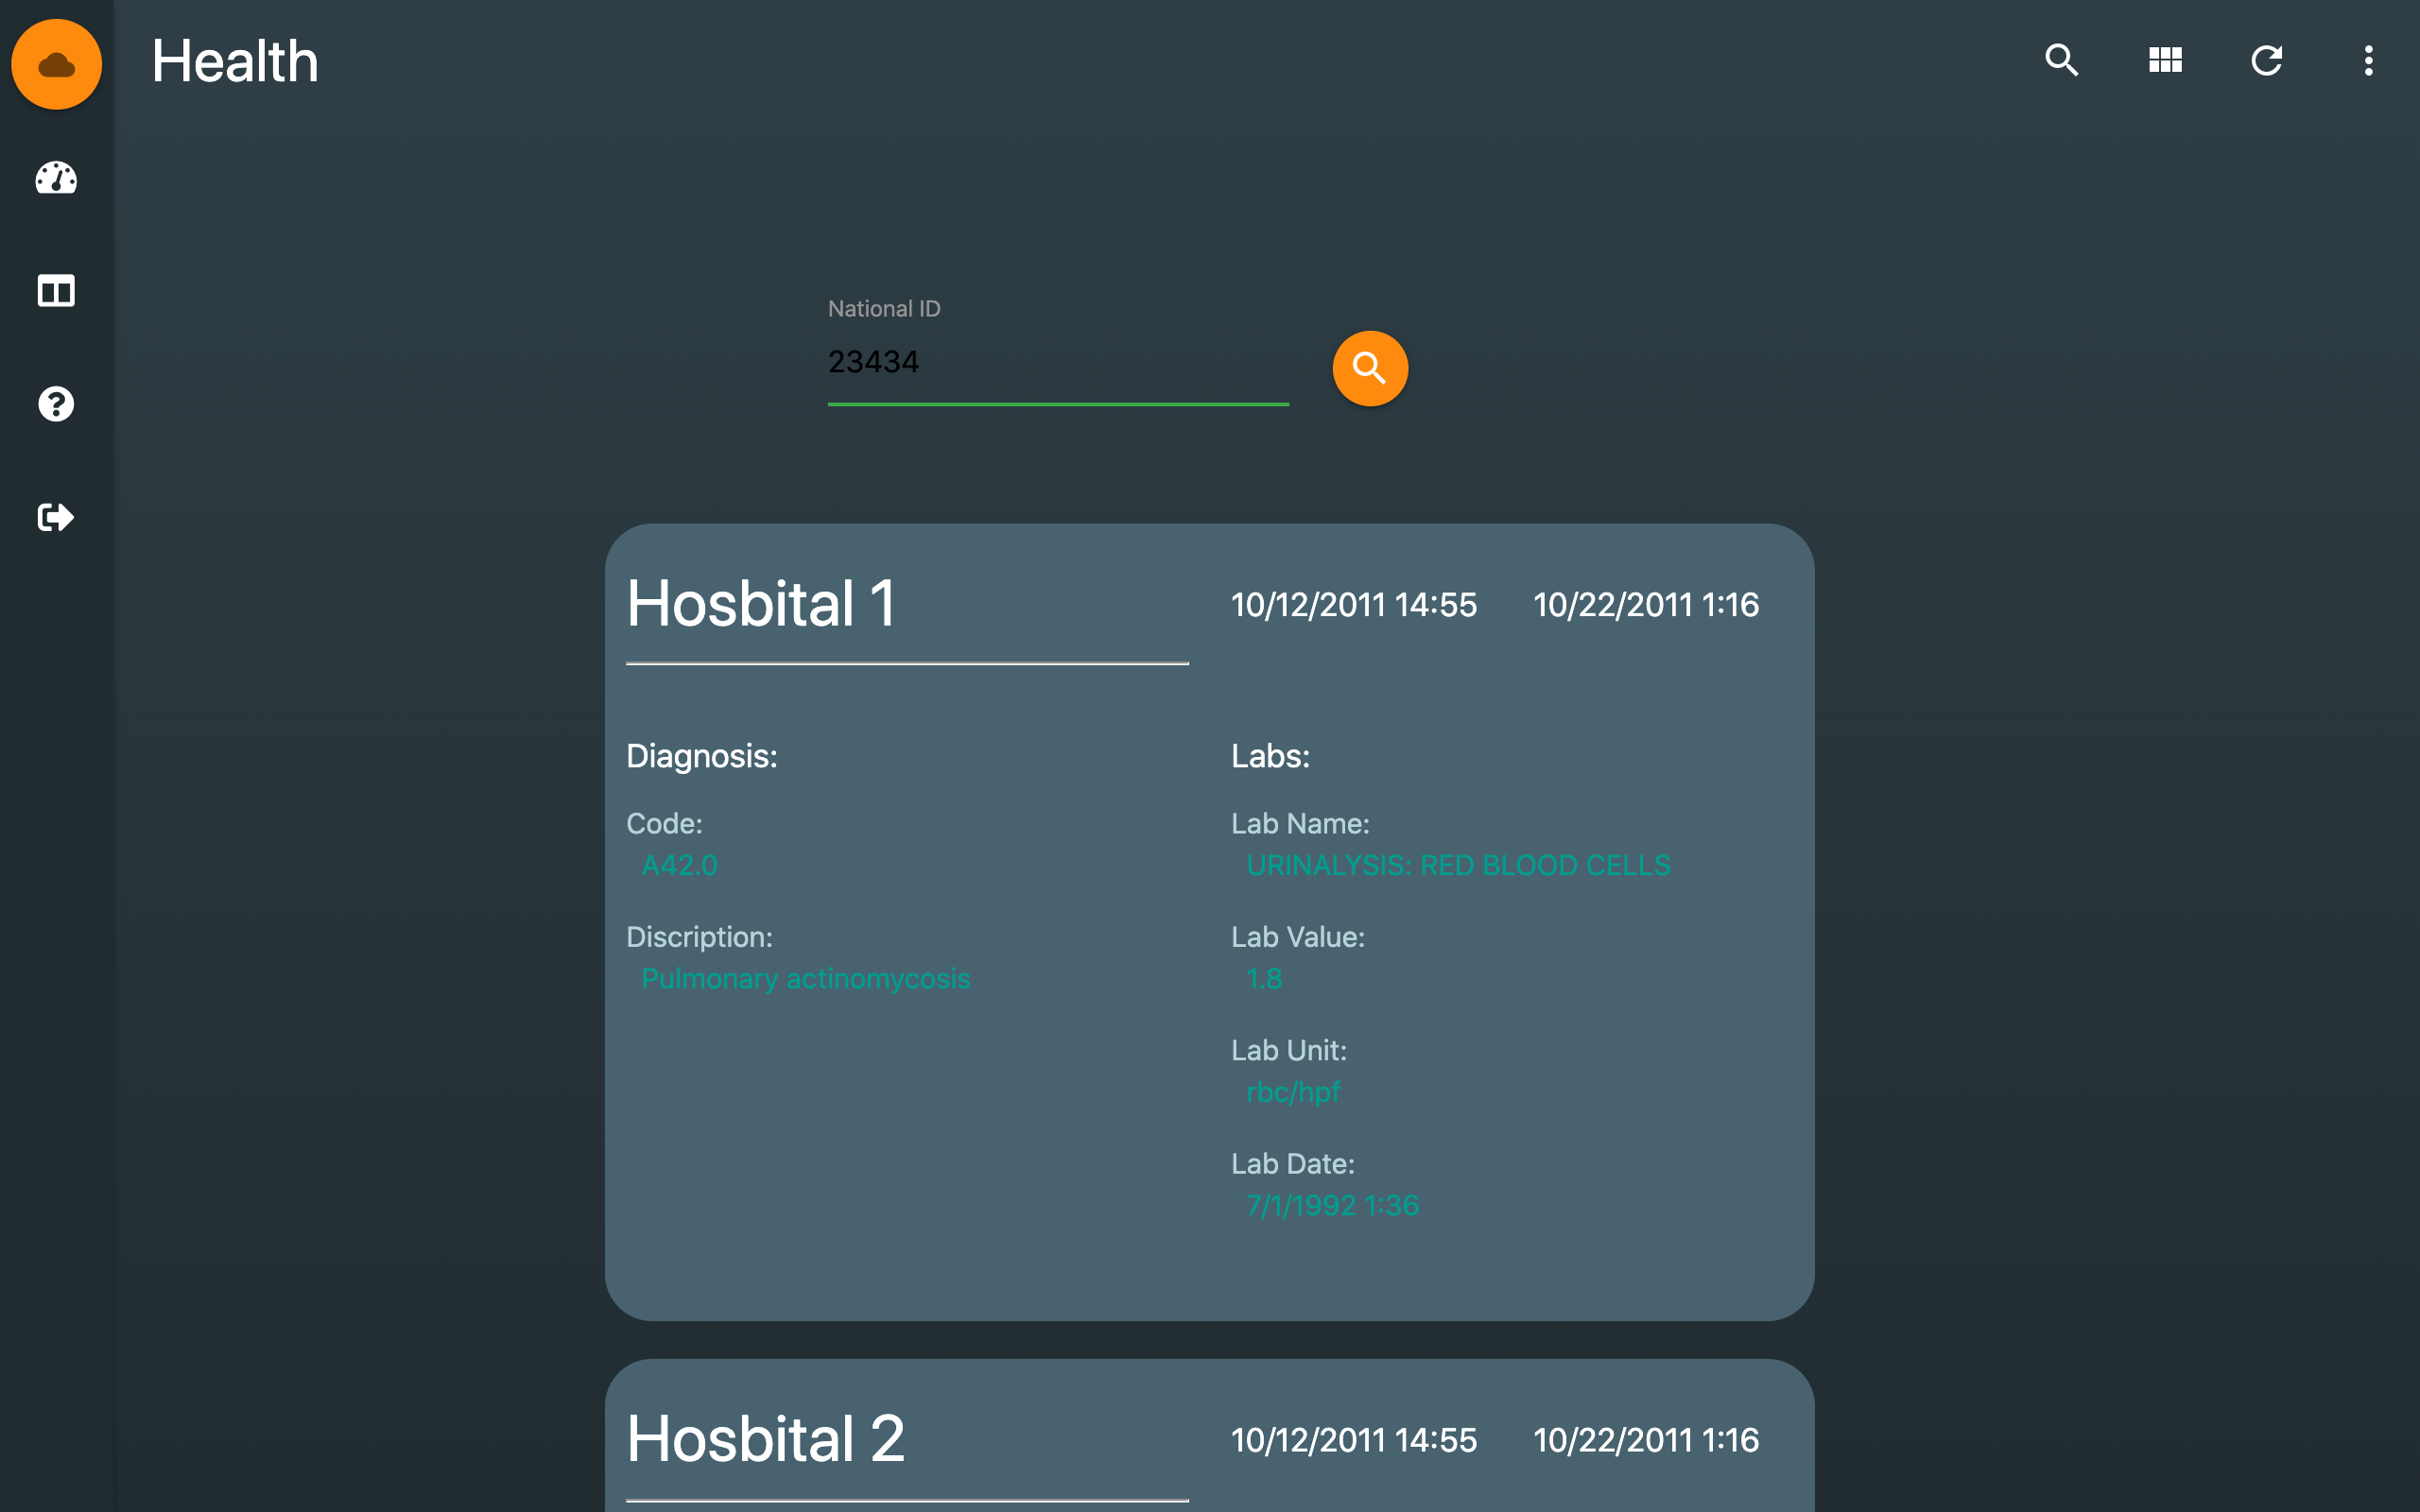 Health
National ID
23434
Hosbital 1 10/12/2011 14:55 10/22/2011 1:16
Diagnosis:
Code:
A42.0
Discription:
Pulmonary actinomycosis
Labs:
Lab Name:
URINALYSIS: RED BLOOD CELLS
Lab Value:
1.8
Lab Unit:
rbc/hpf
Lab Date:
7/1/1992 1:36
Hosbital 2 10/12/2011 14:55 10/22/2011 1:16